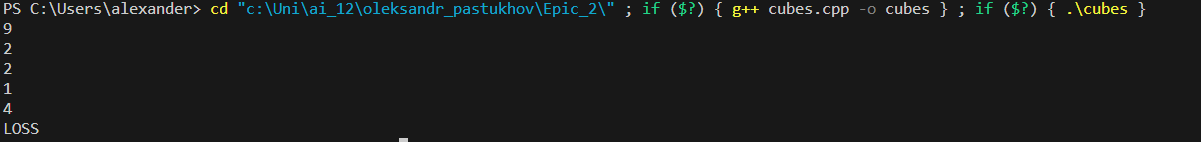 PS C:\Users\alexander> cd "c:\Uni\ai_12\oleksandr_pastukhov\Epic_2\" ; if ($?) { g++ cubes.cpp -o cubes } ; if ($?) { .\cubes }
9
2
2
1
4
LOSS